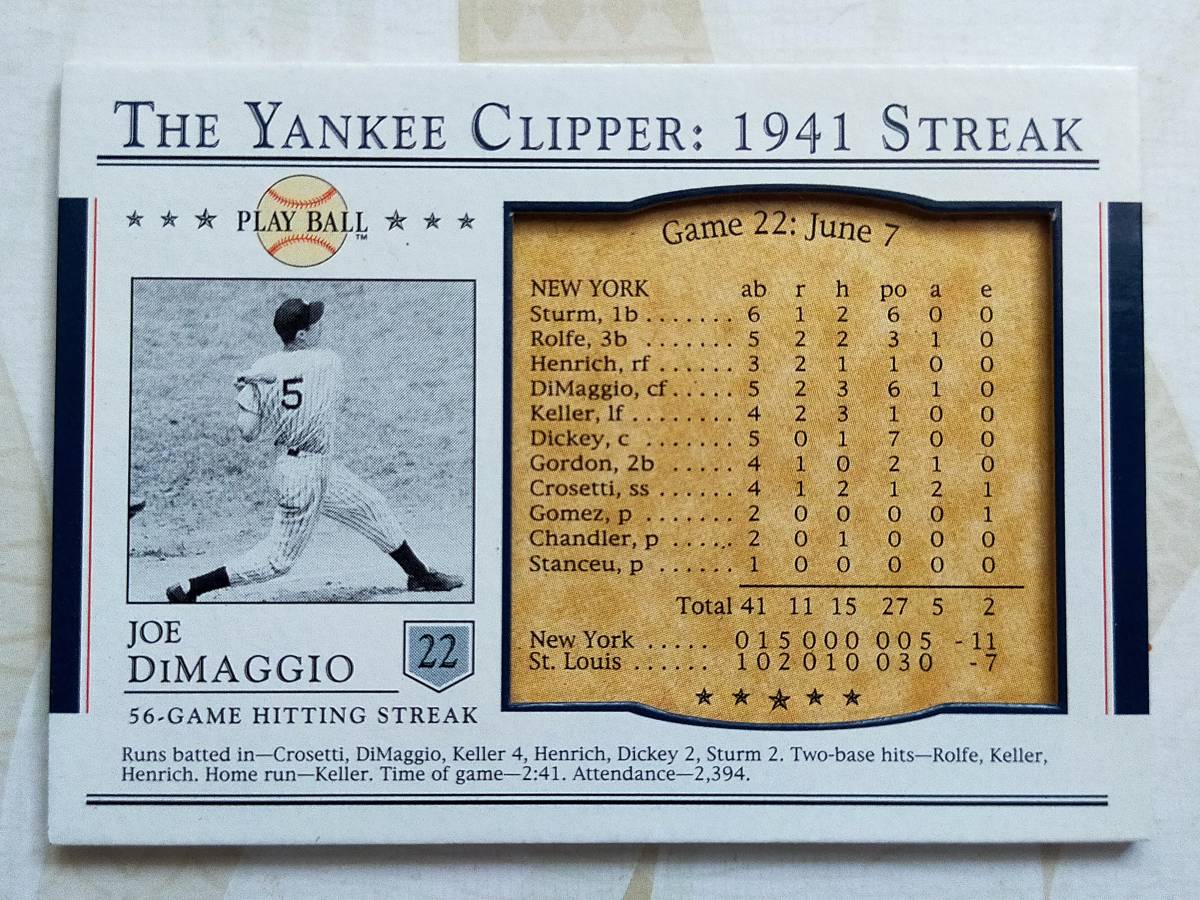 THE YANKEE CLIPPER: 1941 STREAK
PLAY BALL™
5
JOE
DIMAGGIO
22
56-GAME HITTING STREAK
Game 22: June 7
NEW YORK ab r h po a e
Sturm, 1b ....... 6 1 2 6 0 0
Rolfe, 3b ....... 5 2 2 3 1 0
Henrich, rf ...... 3 2 1 1 0 0
DiMaggio, cf ..... 5 2 3 6 1 0
Keller, lf ........ 4 2 3 1 0 0
Dickey, c ....... 5 0 1 7 0 0
Gordon, 2b ..... 4 1 0 2 1 0
Crosetti, ss ...... 4 1 2 1 2 1
Gomez, p ....... 2 0 0 0 0 1
Chandler, p ..... 2 0 1 0 0 0
Stanceu, p ...... 1 0 0 0 0 0
Total 41 11 15 27 5 2
New York ..... 015 000 005 -11
St. Louis ...... 102 010 030 -7
Runs batted in—Crosetti, DiMaggio, Keller 4, Henrich, Dickey 2, Sturm 2. Two-base hits—Rolfe, Keller,
Henrich. Home run—Keller. Time of game—2:41. Attendance—2,394.